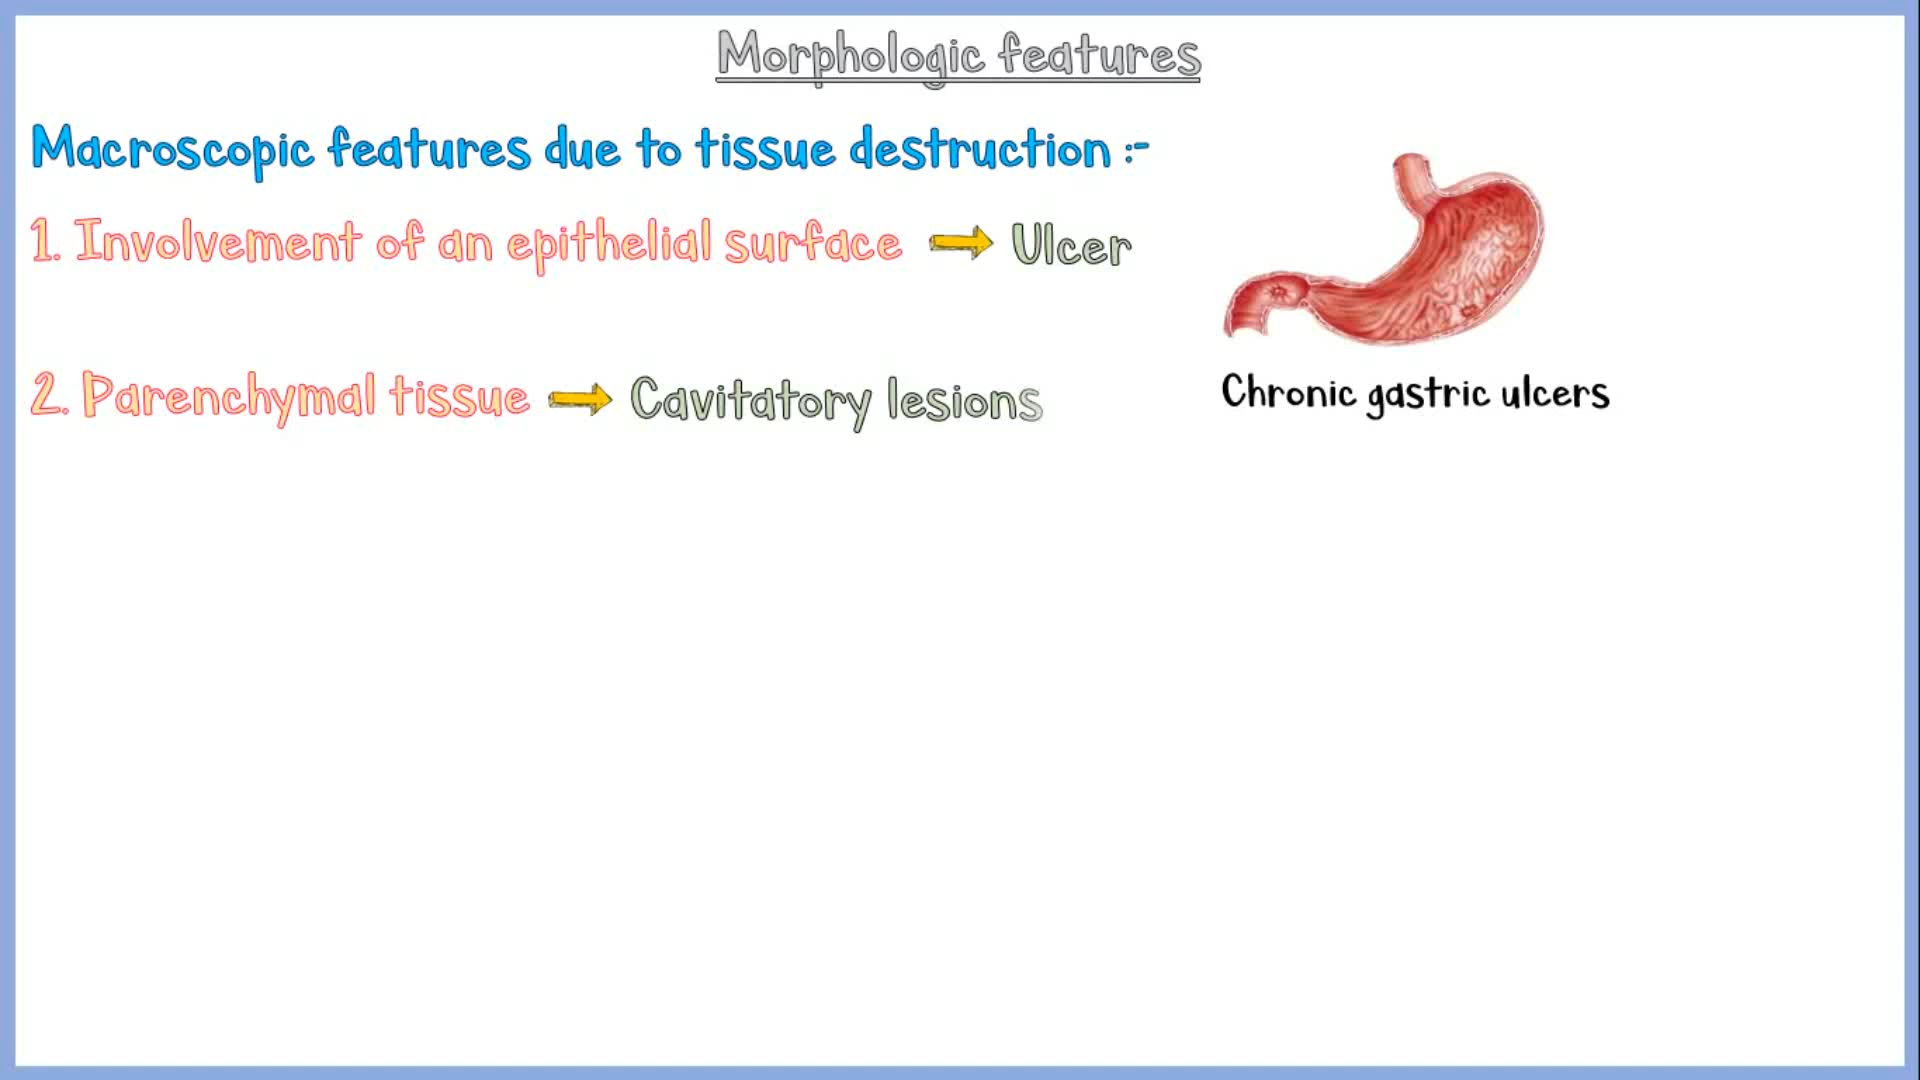 Morphologic features
Macroscopic features due to tissue destruction :-
1. Involvement of an epithelial surface
Ulcer
2. Parenchymal tissue
Cavitatory lesions
Chronic gastric ulcers